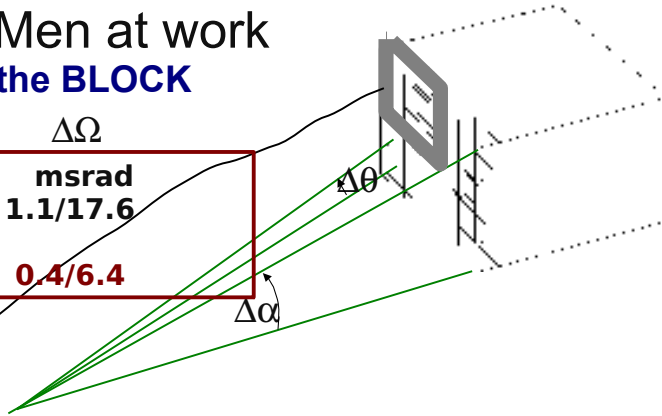 Men at work
the BLOCK
ΔΩ
msrad
1.1/17.6
Δθ
0.4/6.4
Δα